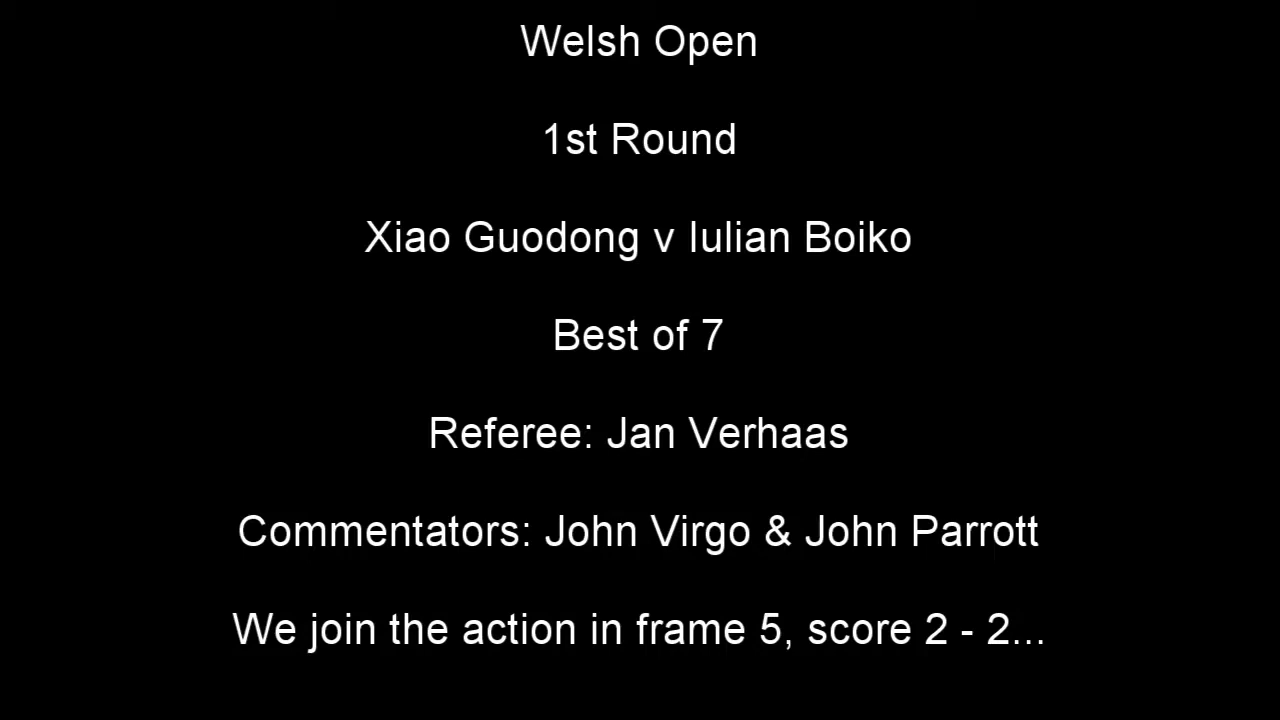 Welsh Open
1st Round
Xiao Guodong v Iulian Boiko
Best of 7
Referee: Jan Verhaas
Commentators: John Virgo & John Parrott
We join the action in frame 5, score 2 - 2...